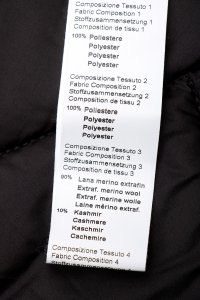 Composizione Tessuto 1
Fabric Composition 1
Stoffzusammensetzung 1
Composition de tissu 1
100% Poliestere
Polyester
Polyester
Polyester
Composizione Tessuto 2
Fabric Composition 2
Stoffzusammensetzung 2
Composition de tissu 2
100% Poliestere
Polyester
Polyester
Polyester
Composizione Tessuto 3
Fabric Composition 3
Stoffzusammensetzung 3
Composition de tissu 3
90% Lana merino extrafin
Extraf. merino wool
Extraf. merino wolle
Laine mérino extraf.
10% Kashmir
Cashmere
Kaschmir
Cachemire
Composizione Tessuto 4
Fabric Composition 4
Stoffzusammensetzung 4